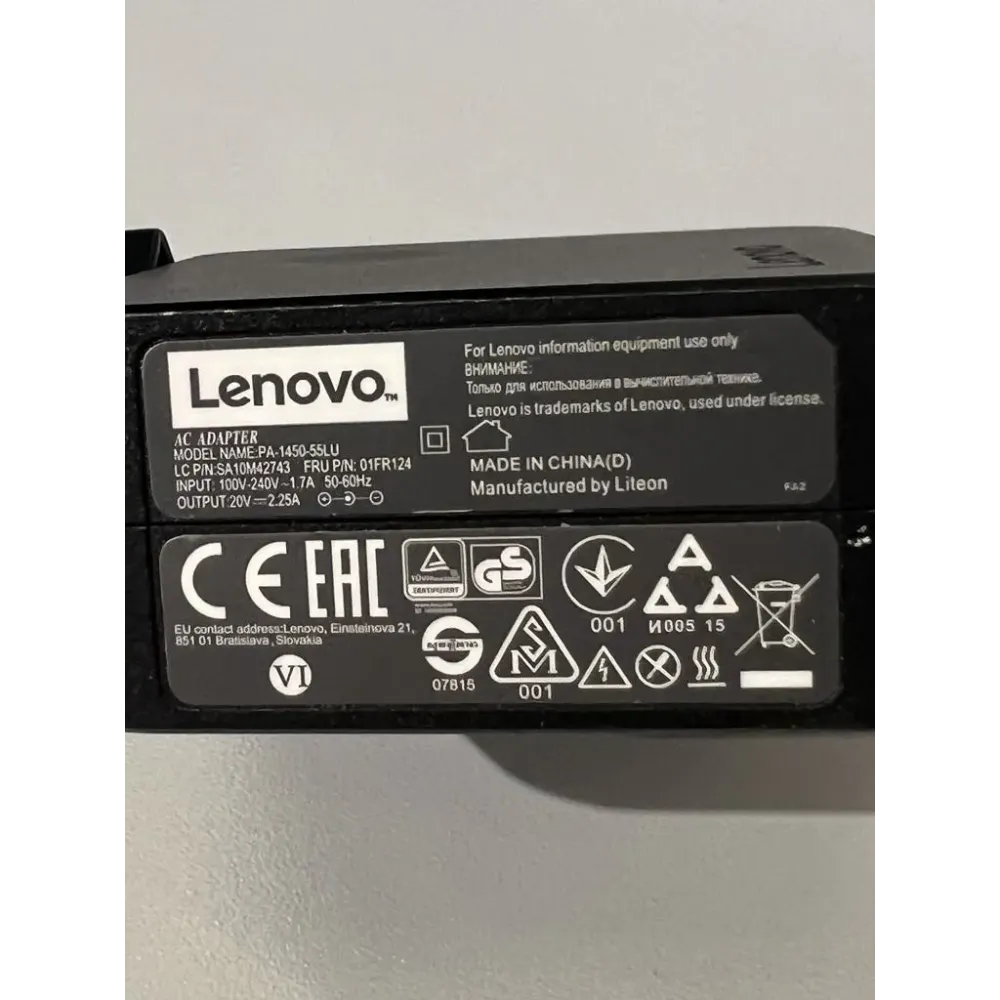 Lenovo
Lenovo™
AC ADAPTER
MODEL NAME:PA-1450-55LU
LC P/N:SA10M42743 FRU P/N: 01FR124
INPUT: 100V-240V~1.7A 50-60Hz
OUTPUT:20V⎓2.25A
For Lenovo information equipment use only
ВНИМАНИЕ:
Только для использования в вычислительной технике.
Lenovo is trademarks of Lenovo, used under license.
MADE IN CHINA(D)
Manufactured by Liteon
FA2
CE EAC
EU contact address:Lenovo, Einsteinova 21,
851 01 Bratislava, Slovakia
VI
ZERTIFIZIERT
GS
07815
SM
001
001
И005 15